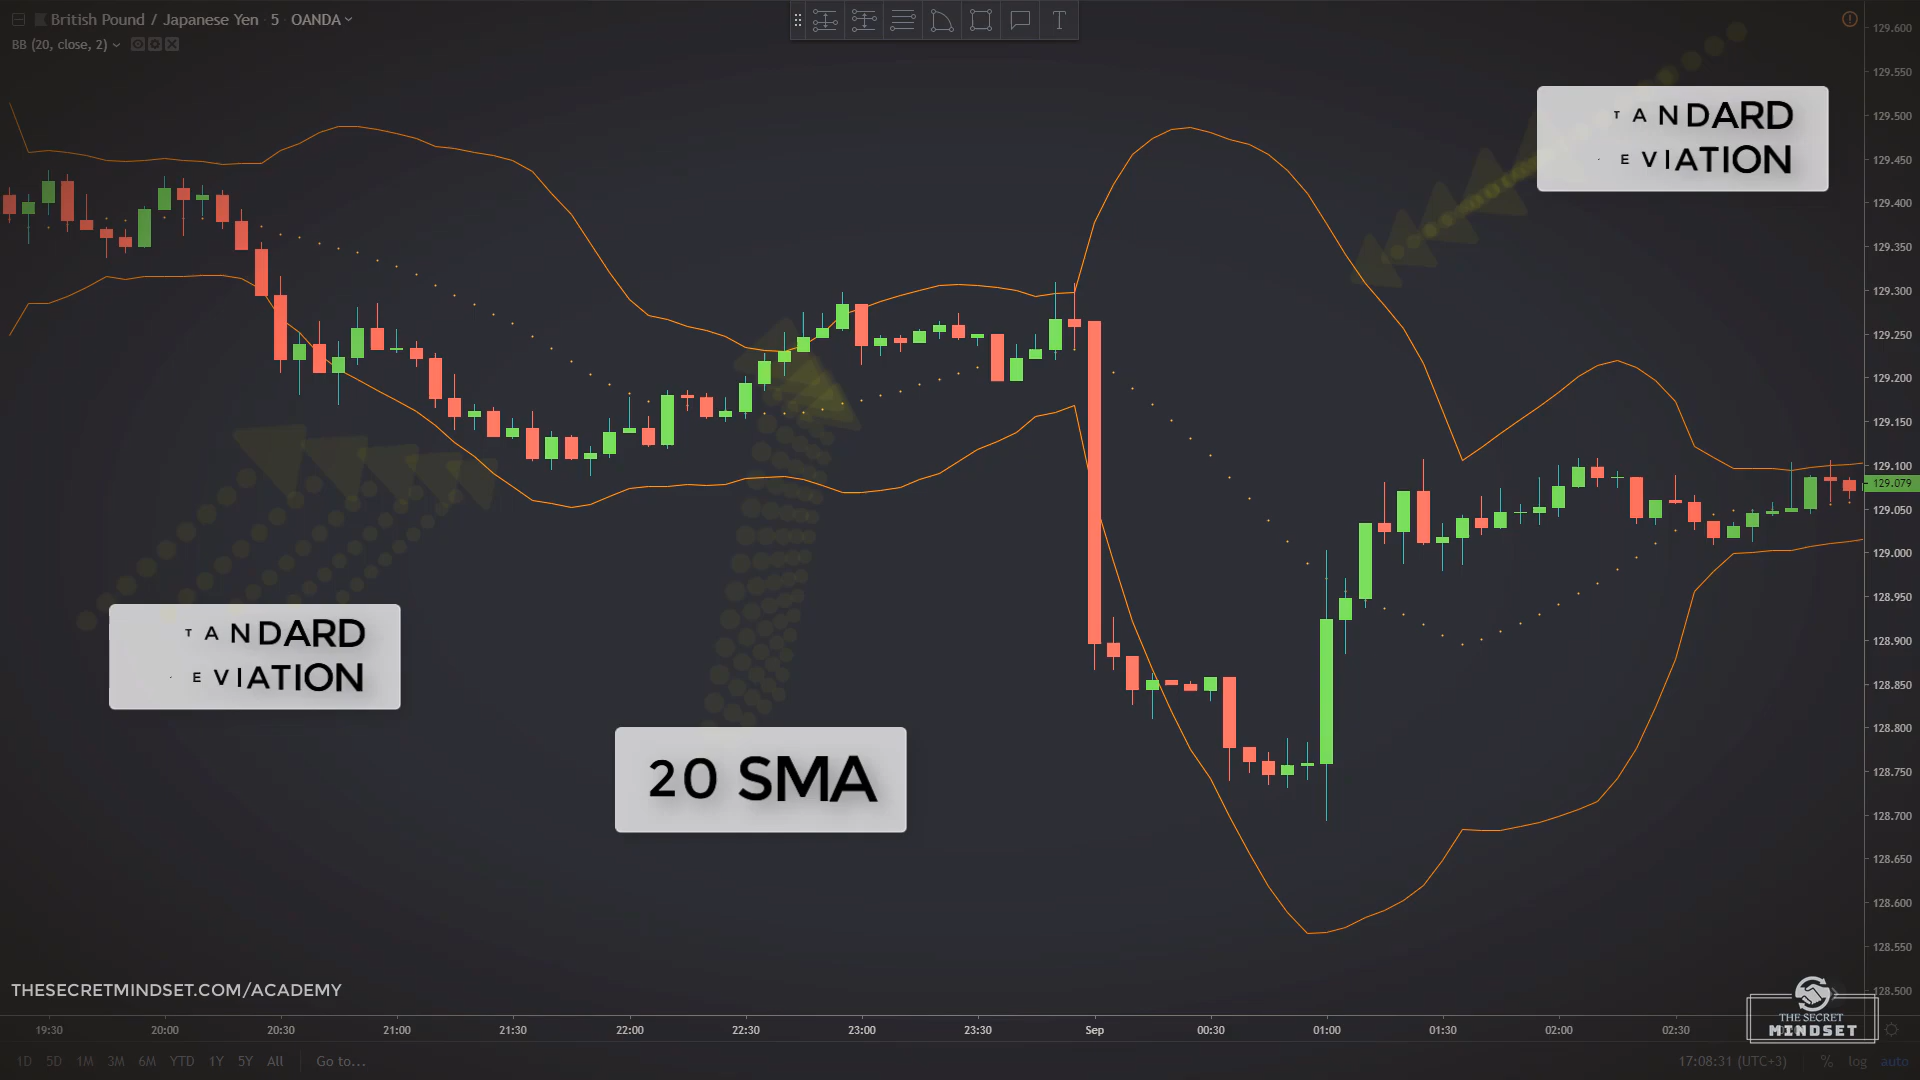 British Pound / Japanese Yen · 5 · OANDA
BB (20, close, 2)
T
129.600
129.550
129.500
129.450
129.400
129.350
129.300
129.250
129.200
129.150
129.100
129.079
129.050
129.000
128.950
128.900
128.850
128.800
128.750
128.700
128.650
128.600
128.550
128.500
TANDARD
EVIATION
TANDARD
EVIATION
20 SMA
THESECRETMINDSET.COM/ACADEMY
THE SECRET
MINDSET
19:30 20:00 20:30 21:00 21:30 22:00 22:30 23:00 23:30 Sep 00:30 01:00 01:30 02:00 02:30
1D 5D 1M 3M 6M YTD 1Y 5Y All Go to... 17:08:31 (UTC+3) % log auto